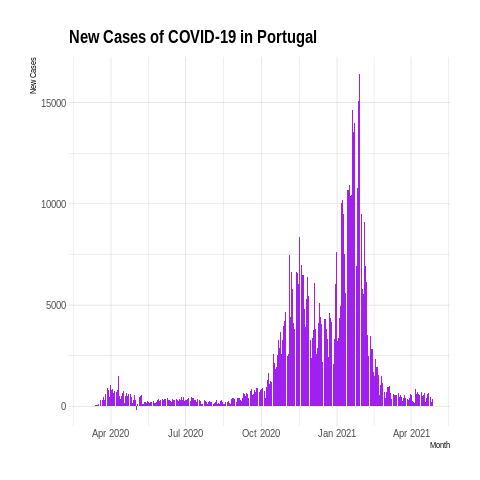 New Cases of COVID-19 in Portugal
New Cases
15000
10000
5000
0
Apr 2020 Jul 2020 Oct 2020 Jan 2021 Apr 2021
Month